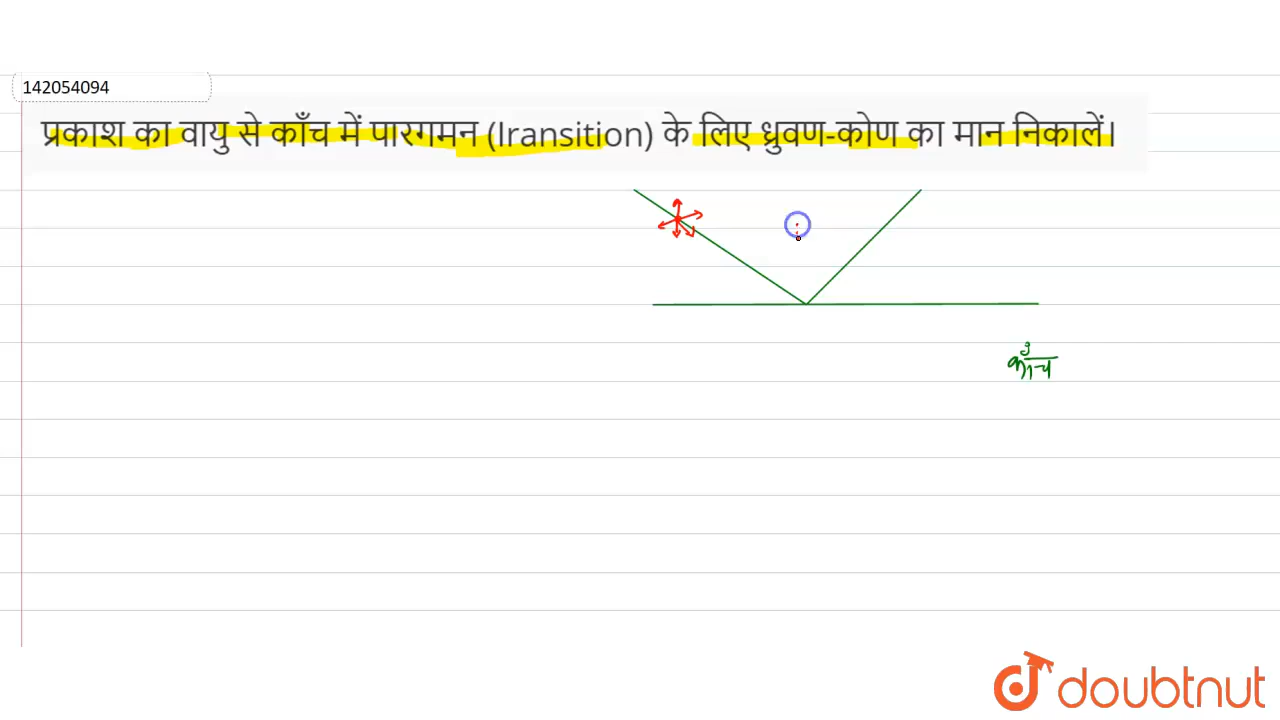 142054094
प्रकाश का वायु से काँच में पारगमन (Iransition) के लिए ध्रुवण-कोण का मान निकालें।
काँच
doubtnut